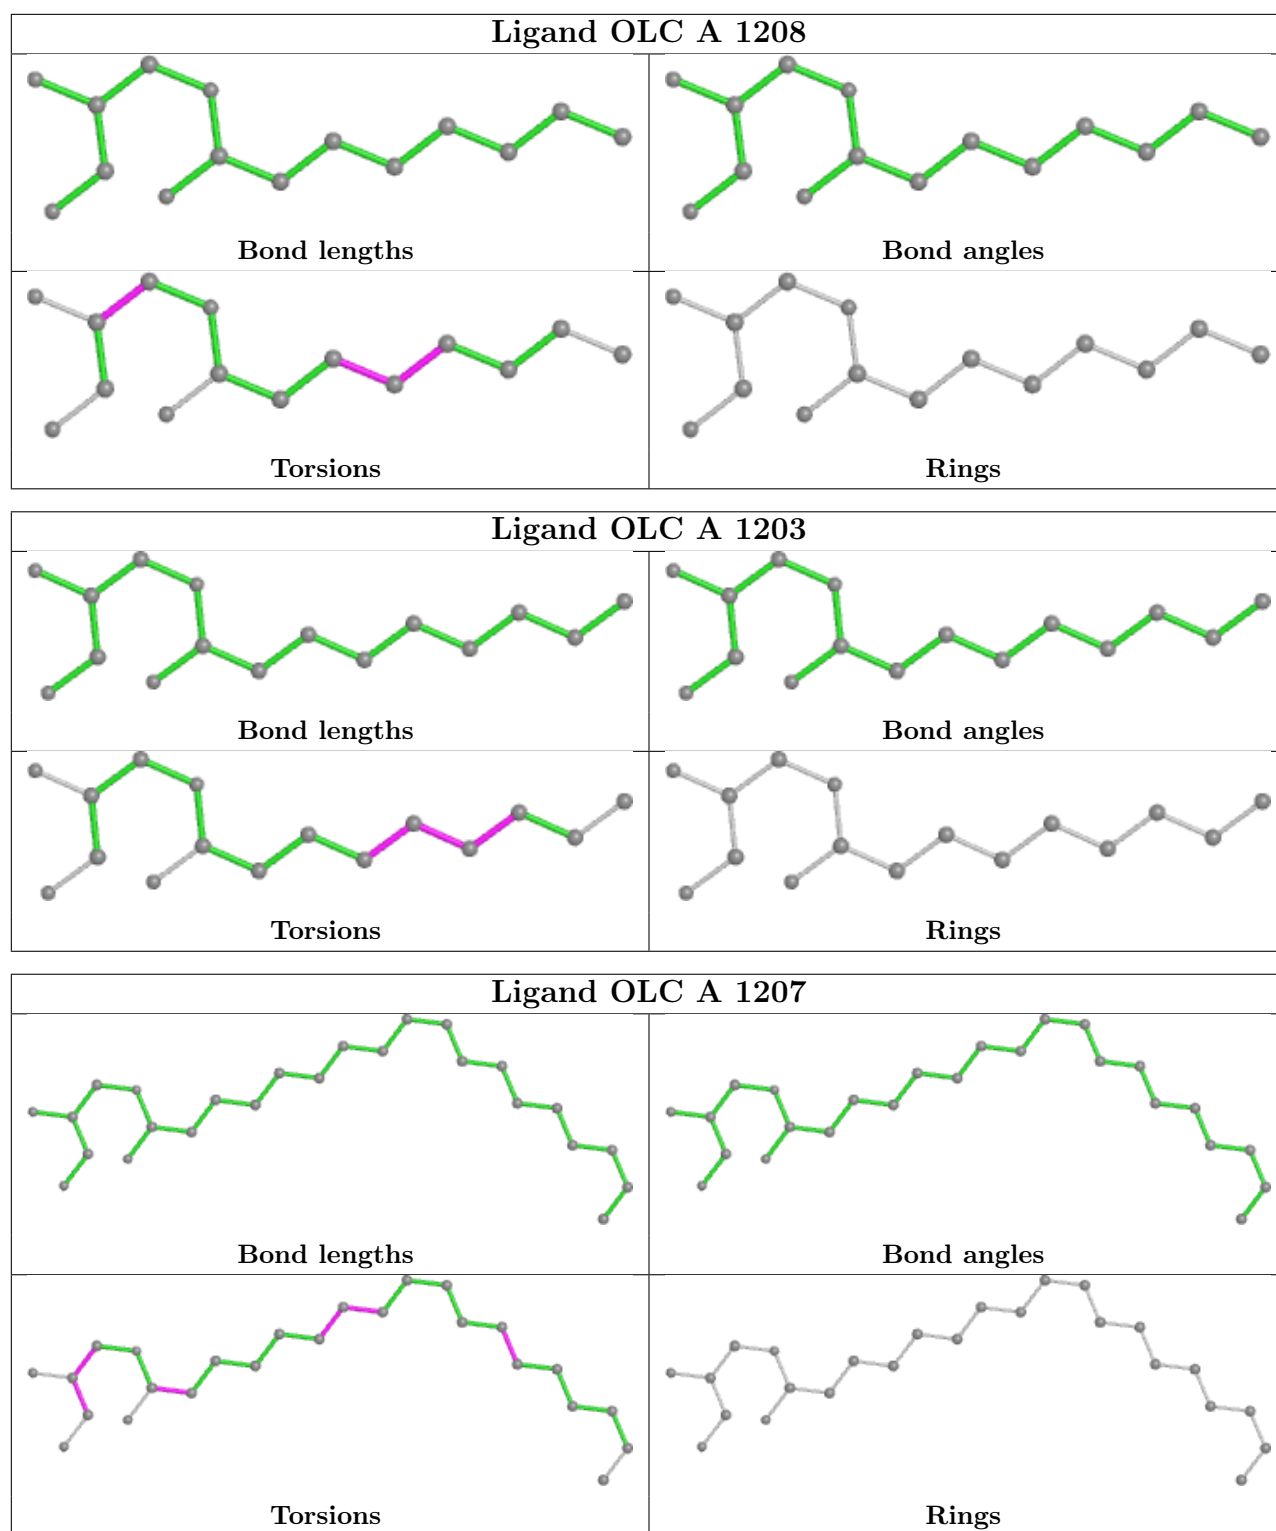 Ligand OLC A 1208
Bond lengths
Bond angles
Torsions
Rings
Ligand OLC A 1203
Bond lengths
Bond angles
Torsions
Rings
Ligand OLC A 1207
Bond lengths
Bond angles
Torsions
Rings